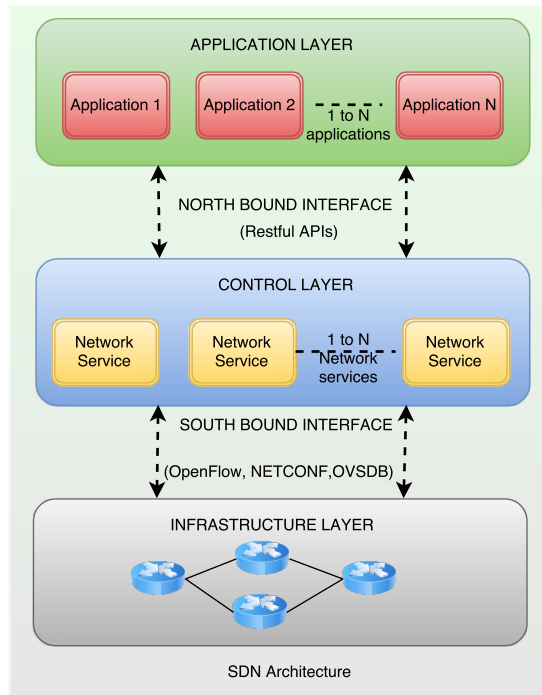 APPLICATION LAYER
Application 1
Application 2
1 to N
applications
Application N
NORTH BOUND INTERFACE
(Restful APIs)
CONTROL LAYER
Network
Service
Network
Service
1 to N
Network
services
Network
Service
SOUTH BOUND INTERFACE
(OpenFlow, NETCONF,OVSDB)
INFRASTRUCTURE LAYER
SDN Architecture